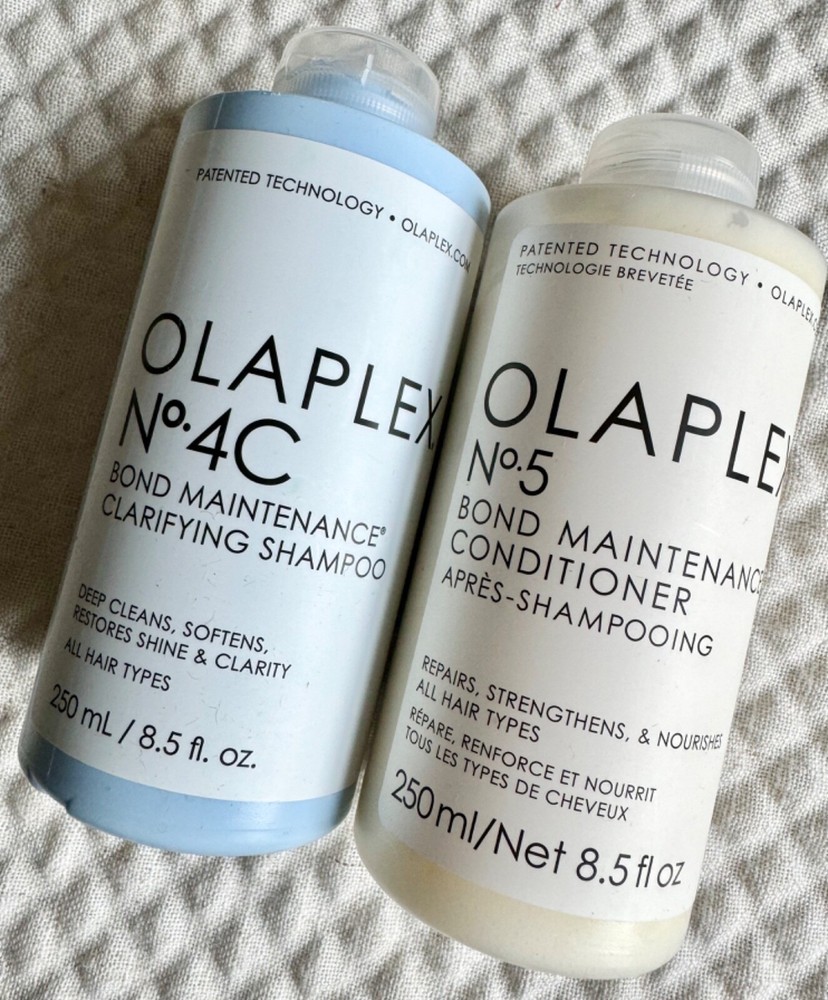 PATENTED TECHNOLOGY • OLAPLEX.COM
OLAPLEX
Nº.4C
BOND MAINTENANCE®
CLARIFYING SHAMPOO
DEEP CLEANS, SOFTENS,
RESTORES SHINE & CLARITY
ALL HAIR TYPES
250 mL / 8.5 fl. oz.
PATENTED TECHNOLOGY • OLAPLEX
TECHNOLOGIE BREVETÉE
OLAPLEX
Nº.5
BOND MAINTENANCE
CONDITIONER
APRÈS-SHAMPOOING
REPAIRS, STRENGTHENS, & NOURISHES
ALL HAIR TYPES
RÉPARE, RENFORCE ET NOURRIT
TOUS LES TYPES DE CHEVEUX
250ml/Net 8.5 fl oz